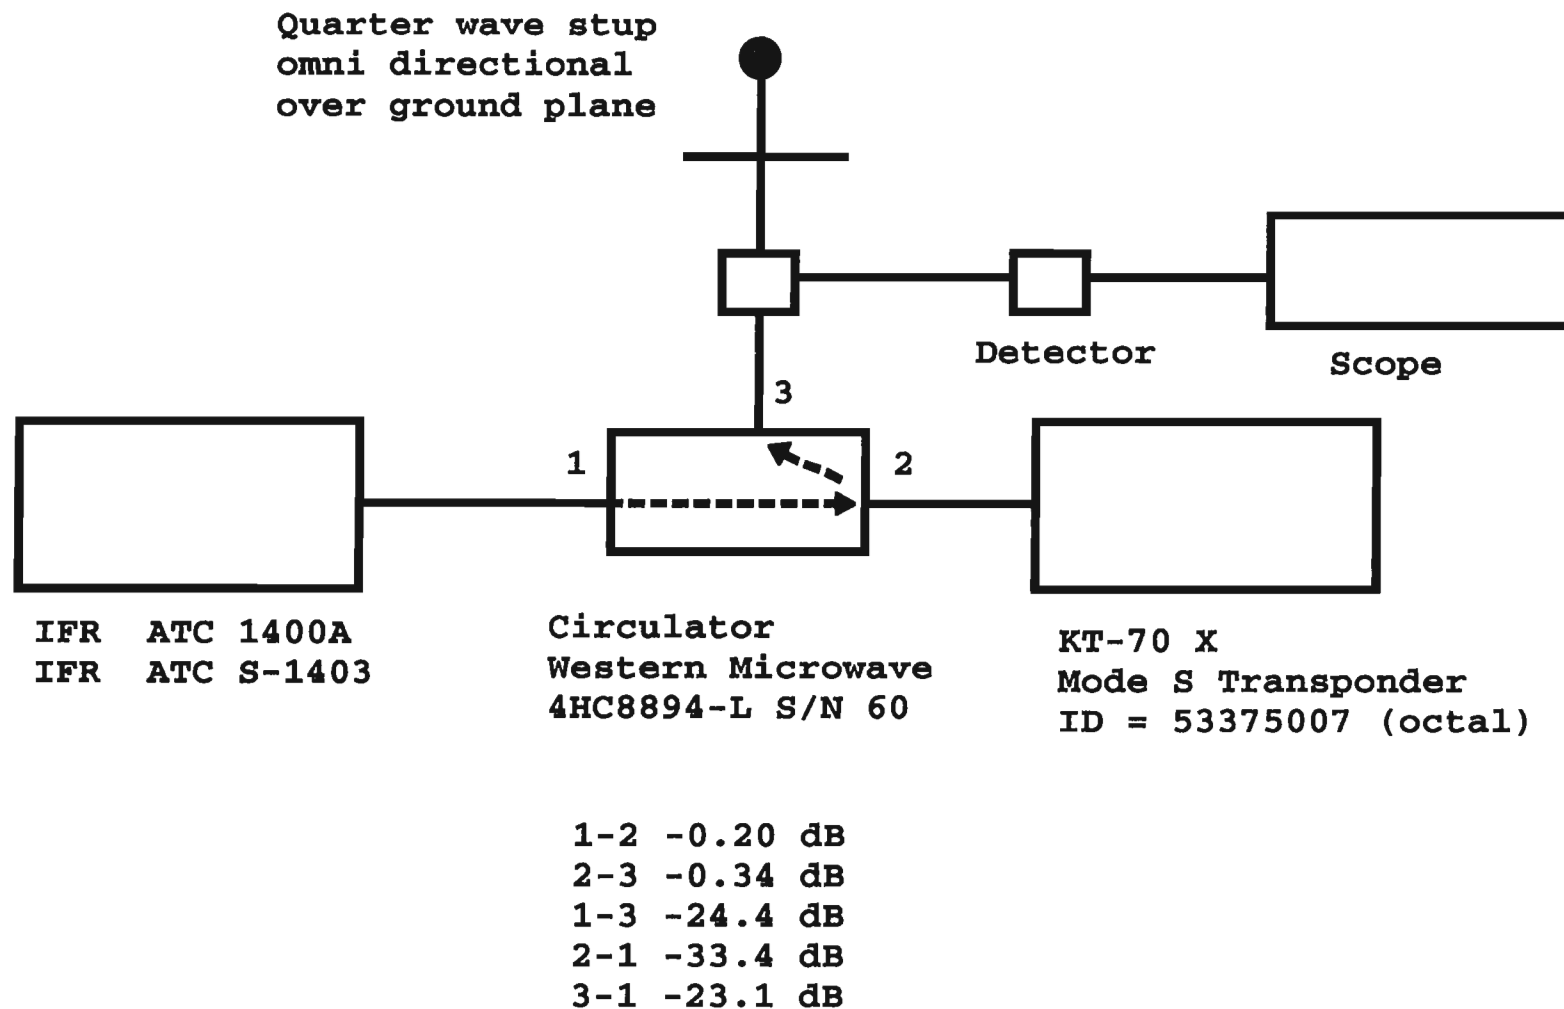 Quarter wave stup
omni directional
over ground plane
Detector
Scope
3
1
2
IFR ATC 1400A
IFR ATC S-1403
Circulator
Western Microwave
4HC8894-L S/N 60
KT-70 X
Mode S Transponder
ID = 53375007 (octal)
1-2 -0.20 dB
2-3 -0.34 dB
1-3 -24.4 dB
2-1 -33.4 dB
3-1 -23.1 dB